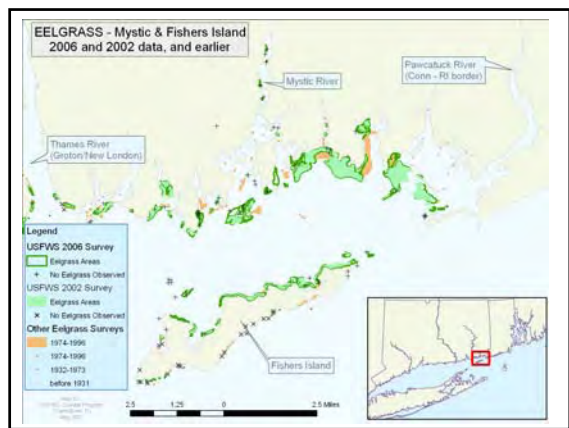 EELGRASS - Mystic & Fishers Island
2006 and 2002 data, and earlier
Pawcatuck River
(Conn - RI border)
Mystic River
Thames River
(Groton/New London)
Legend
USFWS 2006 Survey
Eelgrass Areas
+ No Eelgrass Observed
USFWS 2002 Survey
Eelgrass Areas
× No Eelgrass Observed
Other Eelgrass Surveys
1974-1996
1974-1996
1932-1973
before 1931
Fishers Island
2.5 1.25 0 2.5 Miles